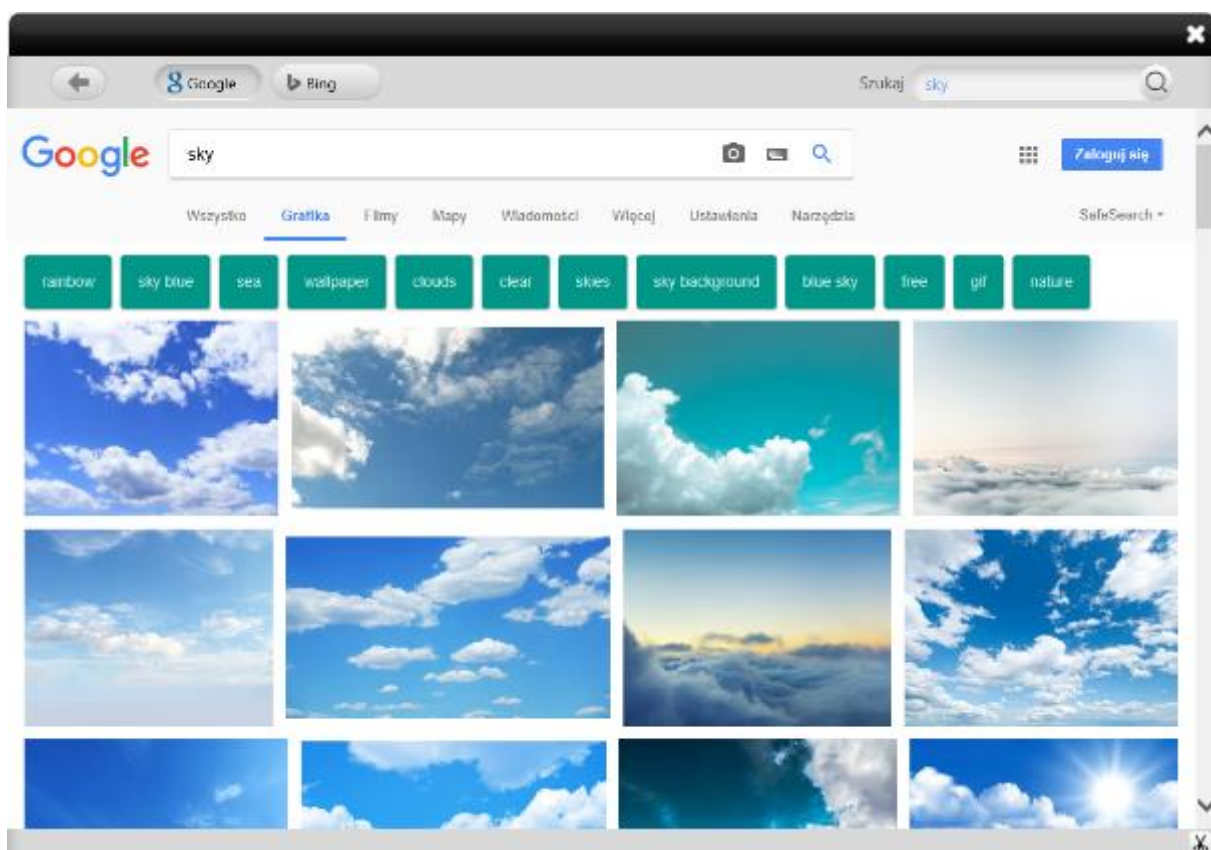 Google Bing Szukaj sky
Google sky Zaloguj się
Wszystko Grafika Filmy Mapy Wiadomości Więcej Ustawienia Narzędzia SafeSearch
rainbow sky blue sea wallpaper clouds clear skies sky background blue sky free gif nature